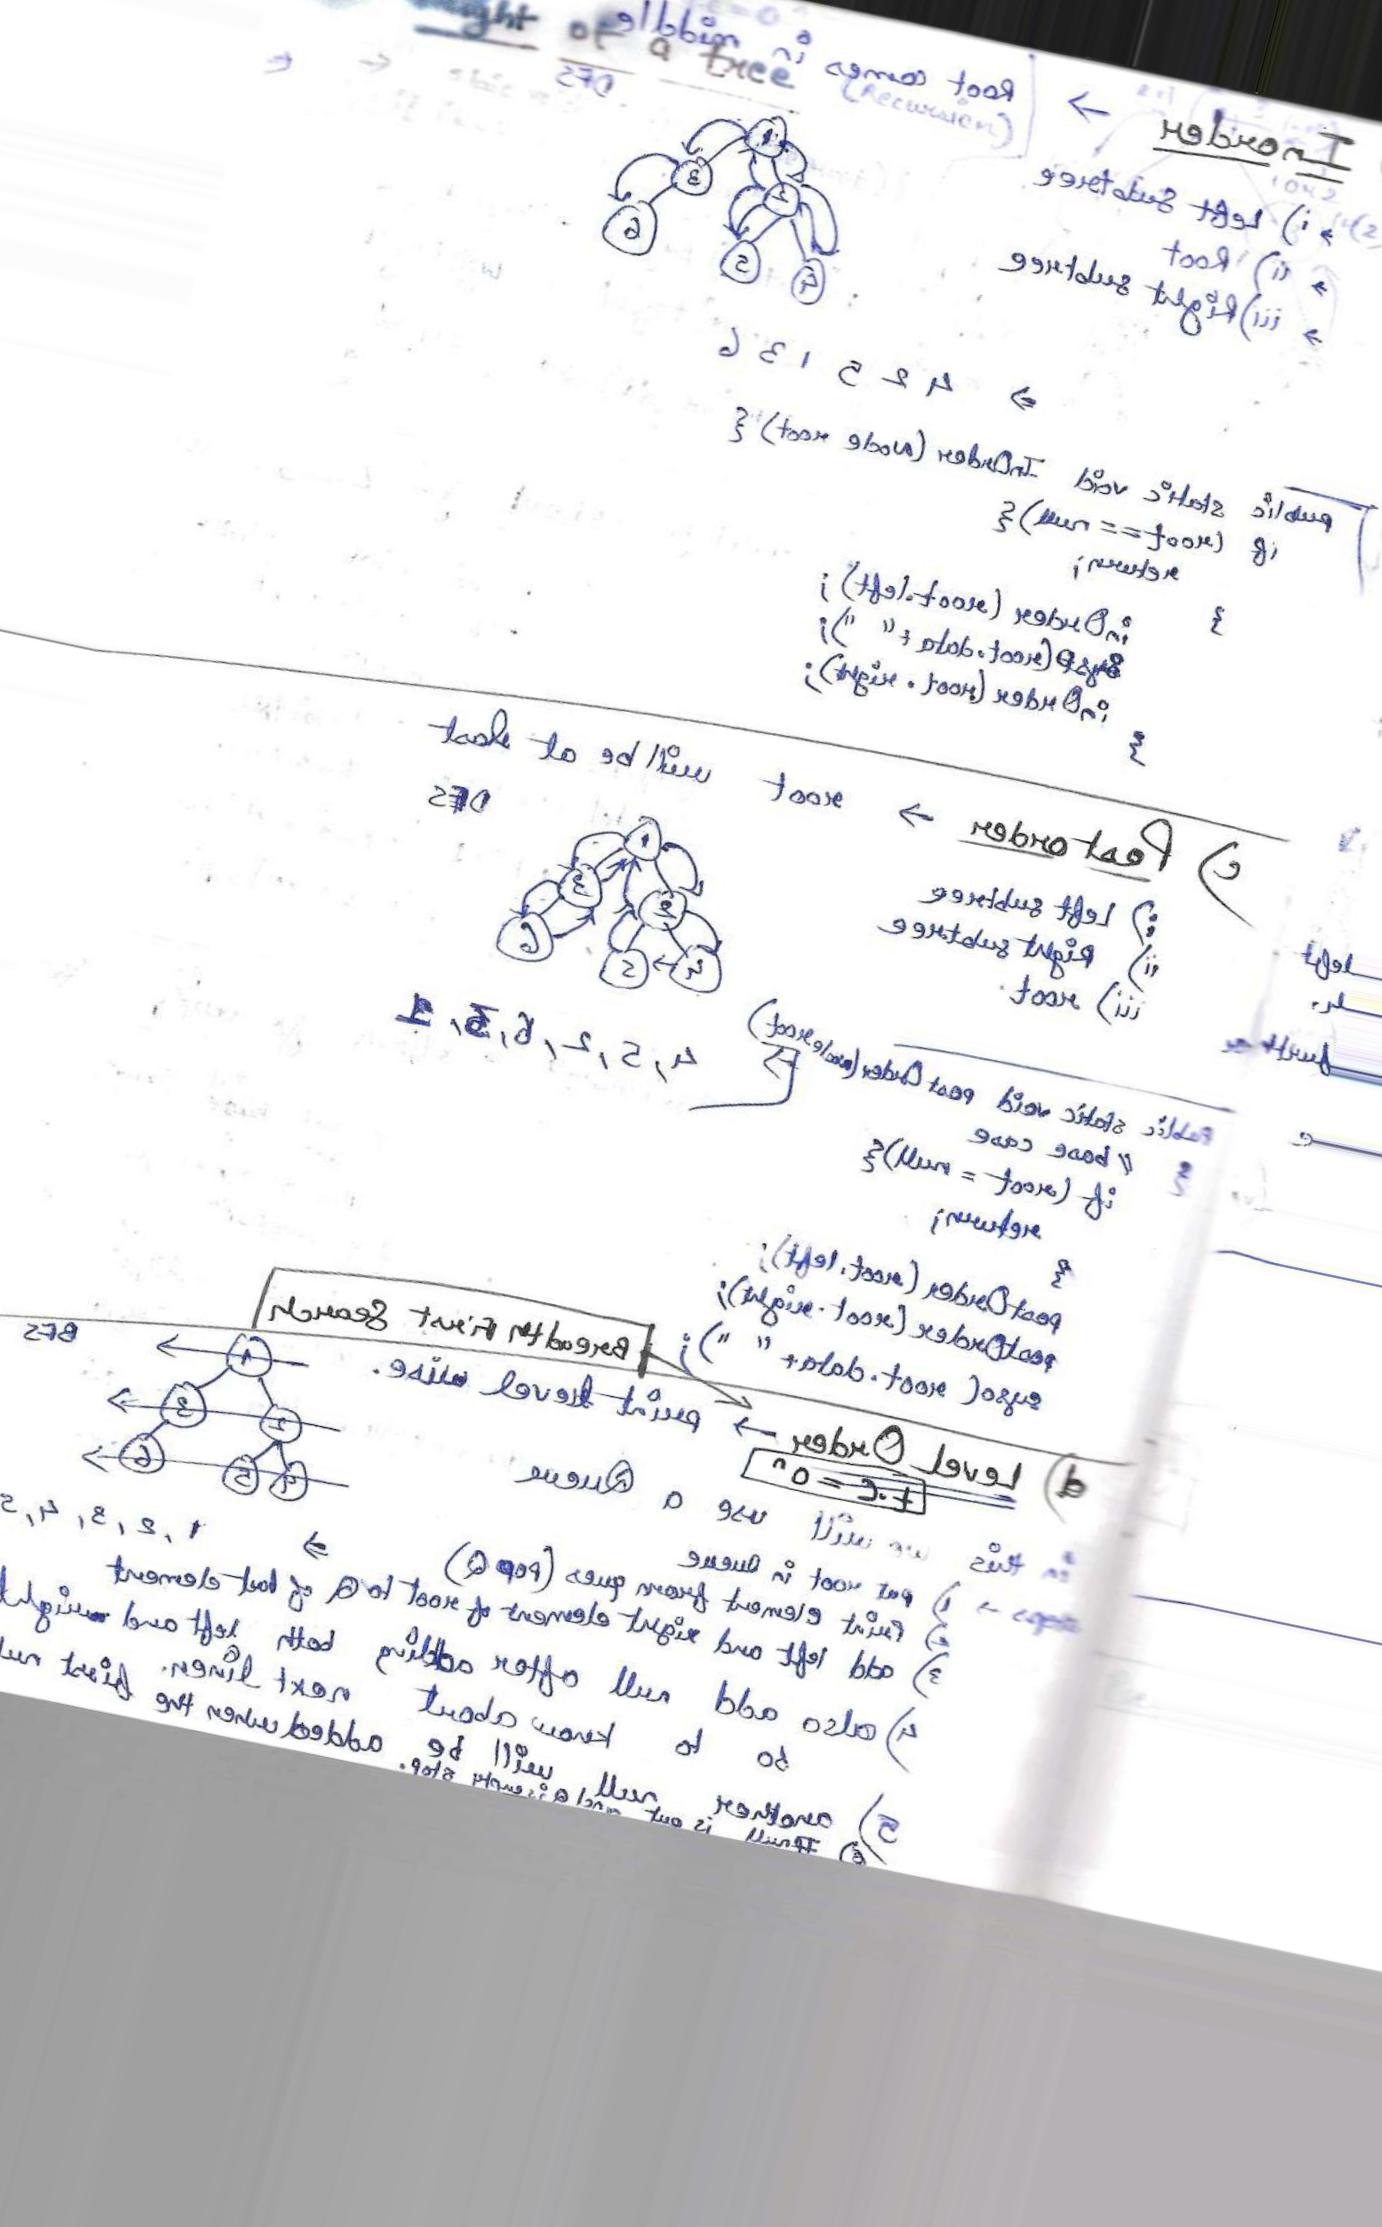 Height of a tree
(Recursion)
Inorder → Root comes in middle
DFS
→ i) Left Subtree
→ ii) Root
→ iii) Right subtree
1
3
2
6
5
4
⇒ 4 2 5 1 3 6
public static void InOrder (Node root) {
if (root == null) {
return;
}
inOrder (root.left);
Sysp (root.data + " ");
inOrder (root.right);
}
c) Post order → root will be at last
DFS
i) Left subtree
ii) Right subtree
iii) root
1
3
2
6
5
4
4, 5, 2, 6, 3, 1
Public static void postOrder (Node root)
{ // base case
if (root = null) {
return;
}
postOrder (root.left);
postOrder (root.right);
syso ( root.data + " ");
Breadth First Search
d) Level Order → print level wise.
BFS
T.C = O n
1
3
2
6
5
4
in this we will use a Queue
⇒ 1, 2, 3, 4, 5
steps → 1) put root in Queue
2) Print element from queue (POP Q)
3) add left and right element of root to Q of last element
4) also add null after adding both left and right
so to know about next line.
5) another null will be added when the first
6) If null is out and Q is empty stop.
left